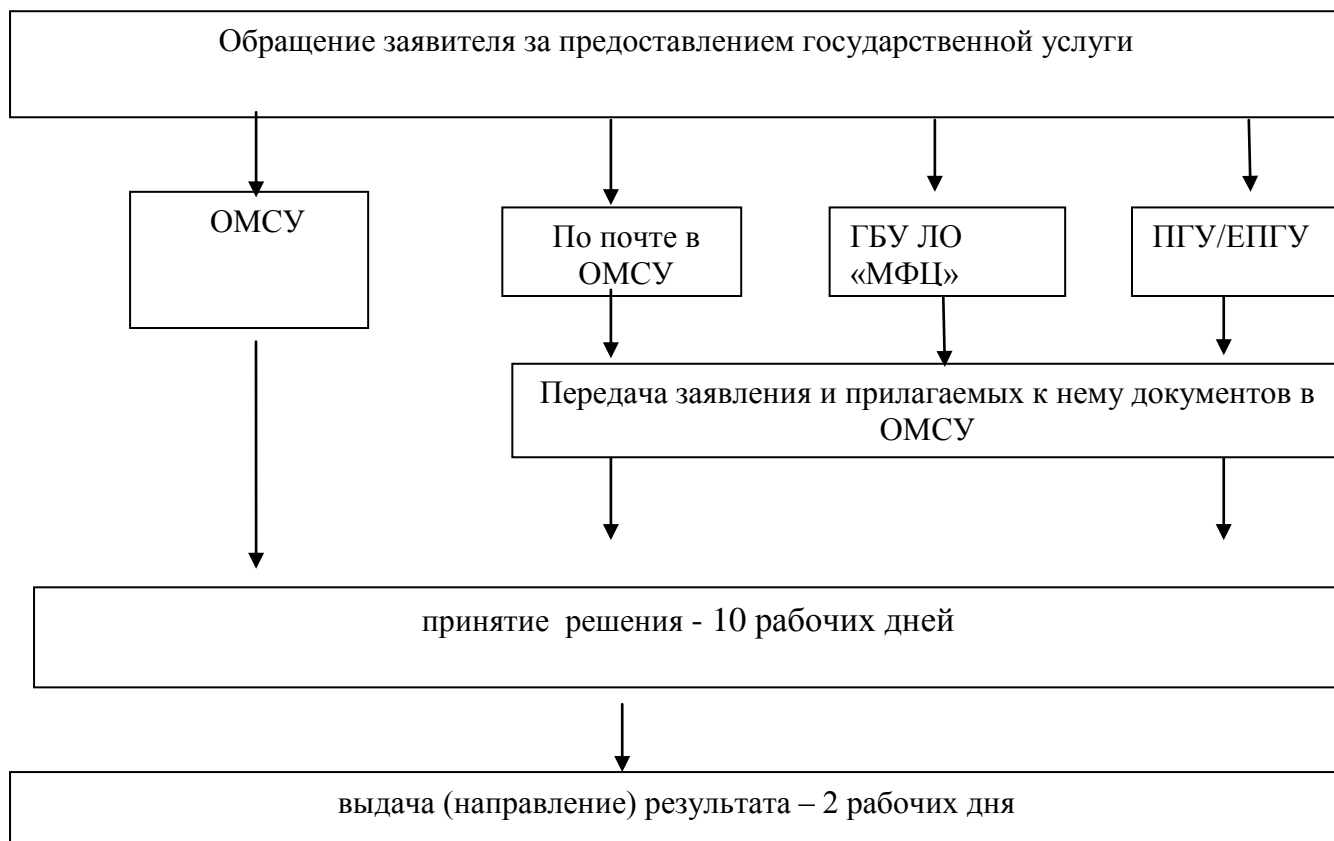 Обращение заявителя за предоставлением государственной услуги
ОМСУ
По почте в
ОМСУ
ГБУ ЛО
«МФЦ»
ПГУ/ЕПГУ
Передача заявления и прилагаемых к нему документов в
ОМСУ
принятие решения - 10 рабочих дней
выдача (направление) результата – 2 рабочих дня